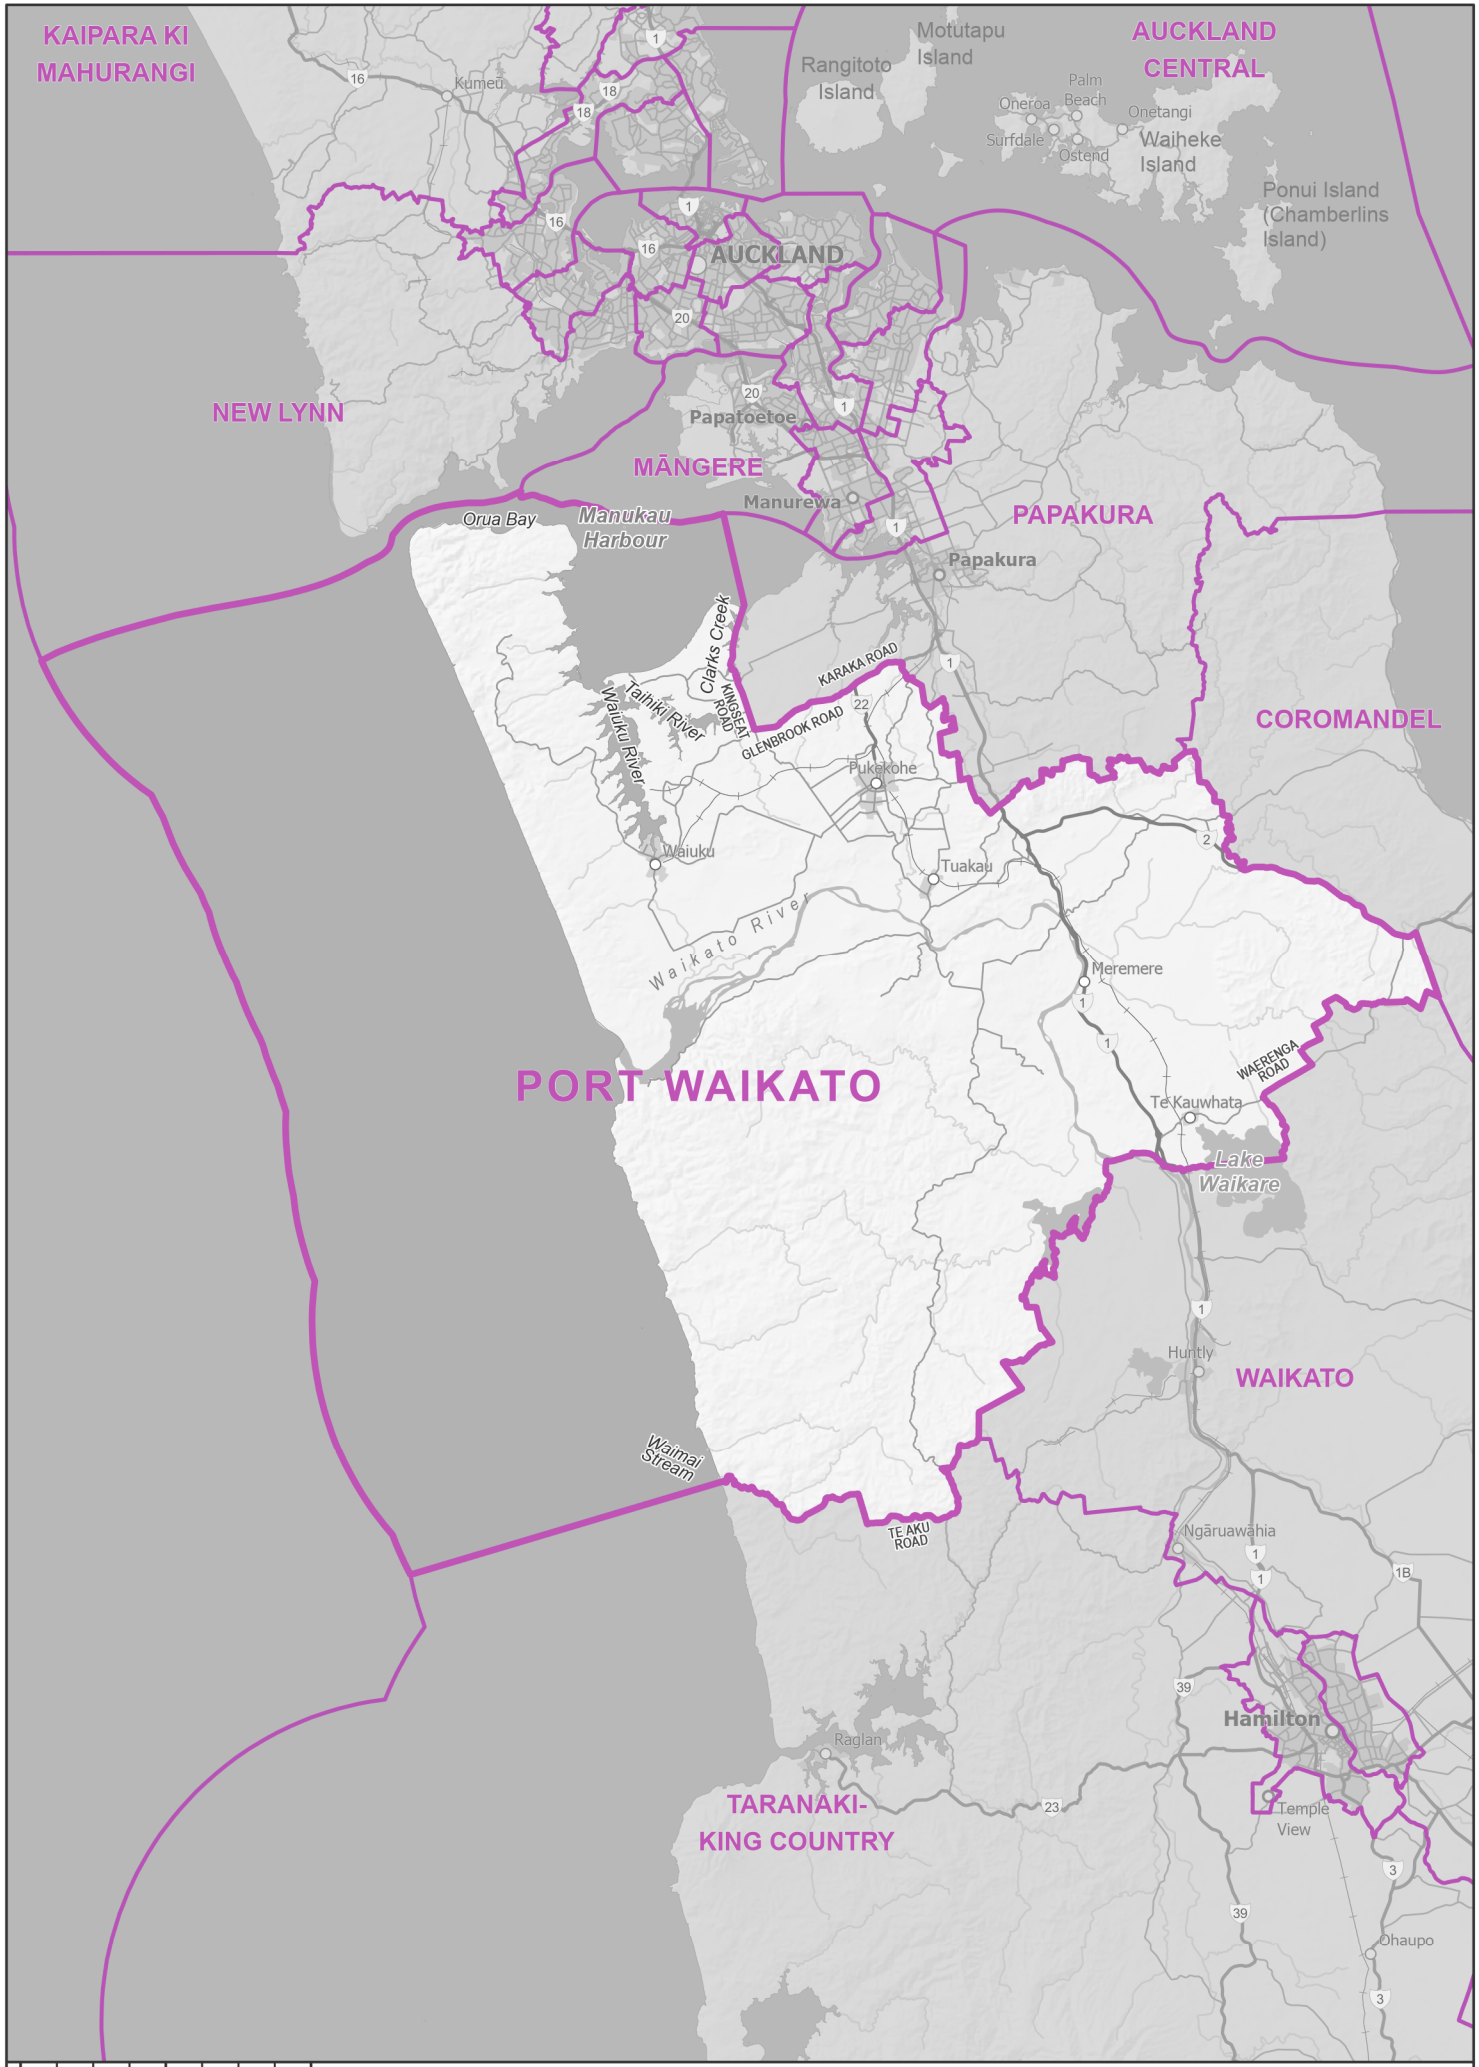 KAIPARA KI
MAHURANGI
16
Kumeū
1
18
18
Rangitoto
Island
Motutapu
Island
AUCKLAND
CENTRAL
Palm
Beach
Oneroa
Onetangi
Surfdale
Ostend
Waiheke
Island
Ponui Island
(Chamberlins
Island)
16
1
16
AUCKLAND
20
NEW LYNN
20
Papatoetoe
1
MĀNGERE
Manurewa
PAPAKURA
Orua Bay
Manukau
Harbour
1
Papakura
Clarks Creek
KARAKA ROAD
1
KINGSEAT
ROAD
Taihiki River
Waiuku River
GLENBROOK ROAD
22
COROMANDEL
Pukekohe
Waiuku
Tuakau
2
Waikato River
Meremere
1
1
WAERENGA
ROAD
PORT WAIKATO
Te Kauwhata
Lake
Waikare
1
Huntly
WAIKATO
Waimai
Stream
TE AKU
ROAD
Ngāruawāhia
1
1
1B
39
Hamilton
Raglan
TARANAKI-
KING COUNTRY
23
Temple
View
3
39
Ohaupo
3